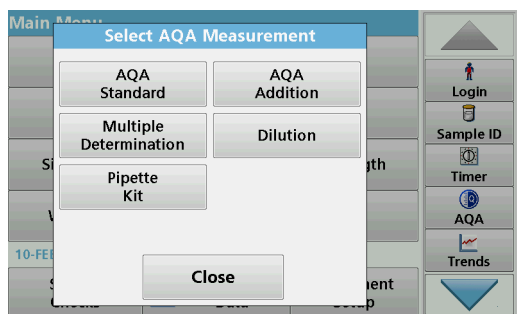 Main Menu
Select AQA Measurement
AQA
Standard
AQA
Addition
Multiple
Determination
Dilution
Pipette
Kit
Close
Login
Sample ID
Timer
AQA
Trends
10-FE